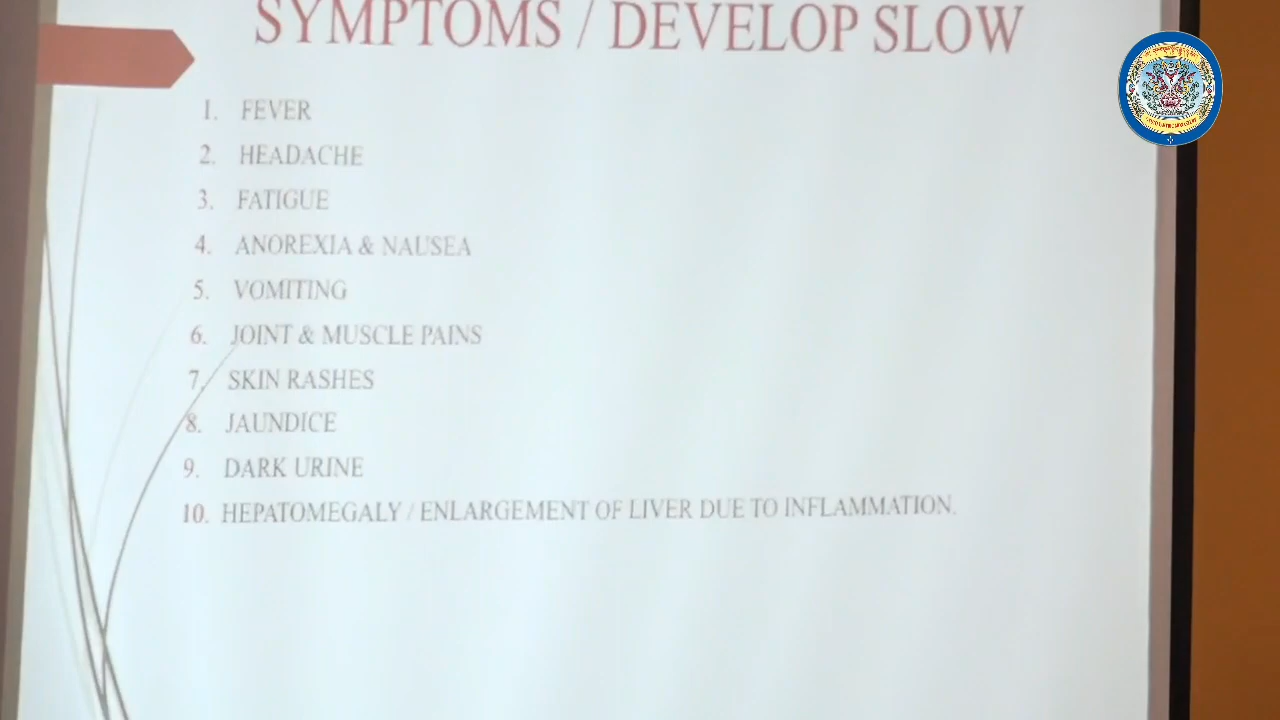 SYMPTOMS / DEVELOP SLOW
1. FEVER
2. HEADACHE
3. FATIGUE
4. ANOREXIA & NAUSEA
5. VOMITING
6. JOINT & MUSCLE PAINS
7. SKIN RASHES
8. JAUNDICE
9. DARK URINE
10. HEPATOMEGALY / ENLARGEMENT OF LIVER DUE TO INFLAMMATION.